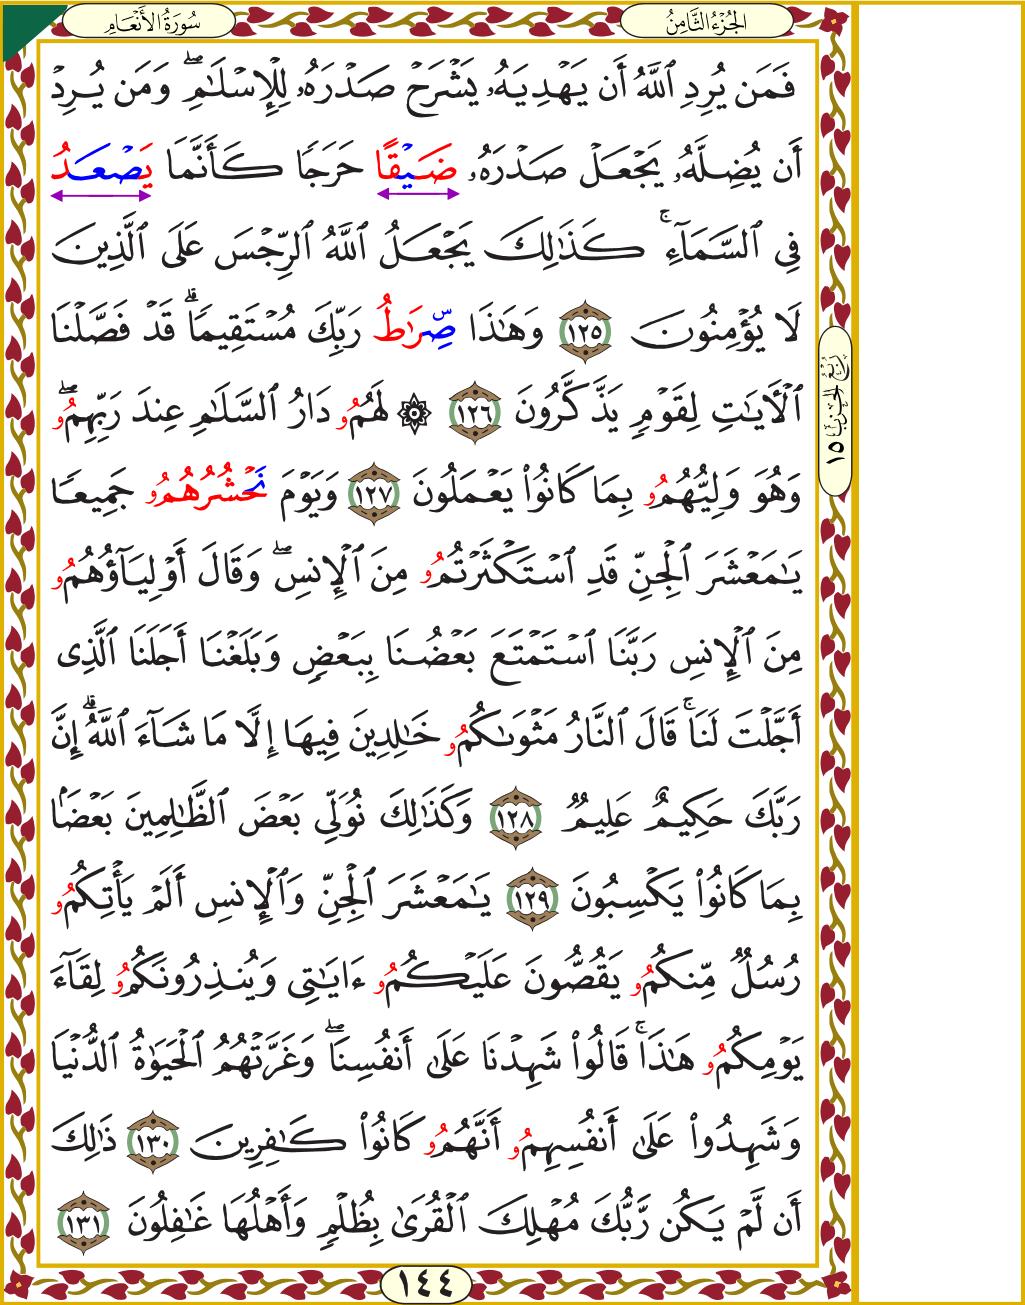 سُورَةُ الأَنْعَامِ
الجُزْءُ الثَّامِنُ
فَمَن يُرِدِ ٱللَّهُ أَن يَهْدِيَهُۥ يَشْرَحْ صَدْرَهُۥ لِلْإِسْلَٰمِۖ وَمَن يُرِدْ
أَن يُضِلَّهُۥ يَجْعَلْ صَدْرَهُۥ ضَيْقًا حَرَجًا كَأَنَّمَا يَصْعَدُ
فِى ٱلسَّمَآءِۚ كَذَٰلِكَ يَجْعَلُ ٱللَّهُ ٱلرِّجْسَ عَلَى ٱلَّذِينَ
لَا يُؤْمِنُونَ ١٢٥ وَهَٰذَا صِرَٰطُ رَبِّكَ مُسْتَقِيمًاۗ قَدْ فَصَّلْنَا
ٱلْأَيَٰتِ لِقَوْمٍ يَذَّكَّرُونَ ١٢٦ ۞ لَهُمُو دَارُ ٱلسَّلَٰمِ عِندَ رَبِّهِمُوۖ
وَهْوَ وَلِيُّهُمُو بِمَا كَانُوا۟ يَعْمَلُونَ ١٢٧ وَيَوْمَ نَحْشُرُهُمُو جَمِيعًا
يَٰمَعْشَرَ ٱلْجِنِّ قَدِ ٱسْتَكْثَرْتُمُو مِنَ ٱلْإِنسِۖ وَقَالَ أَوْلِيَآؤُهُمُو
مِنَ ٱلْإِنسِ رَبَّنَا ٱسْتَمْتَعَ بَعْضُنَا بِبَعْضٍ وَبَلَغْنَا أَجَلَنَا ٱلَّذِى
أَجَّلْتَ لَنَاۚ قَالَ ٱلنَّارُ مَثْوَىٰكُمُو خَٰلِدِينَ فِيهَا إِلَّا مَا شَآءَ ٱللَّهُۗ إِنَّ
رَبَّكَ حَكِيمٌ عَلِيمٌ ١٢٨ وَكَذَٰلِكَ نُوَلِّى بَعْضَ ٱلظَّٰلِمِينَ بَعْضًۢا
بِمَا كَانُوا۟ يَكْسِبُونَ ١٢٩ يَٰمَعْشَرَ ٱلْجِنِّ وَٱلْإِنسِ أَلَمْ يَأْتِكُمُو
رُسُلٌ مِّنكُمُو يَقُصُّونَ عَلَيْكُمُو ءَايَٰتِى وَيُنذِرُونَكُمُو لِقَآءَ
يَوْمِكُمُو هَٰذَاۚ قَالُوا۟ شَهِدْنَا عَلَىٰ أَنفُسِنَاۖ وَغَرَّتْهُمُ ٱلْحَيَوٰةُ ٱلدُّنْيَا
وَشَهِدُوا۟ عَلَىٰ أَنفُسِهِمُو أَنَّهُمُو كَانُوا۟ كَٰفِرِينَ ١٣٠ ذَٰلِكَ
أَن لَّمْ يَكُن رَّبُّكَ مُهْلِكَ ٱلْقُرَىٰ بِظُلْمٍ وَأَهْلُهَا غَٰفِلُونَ ١٣١
رُبُعُ الحِزْبِ ١٥
١٤٤